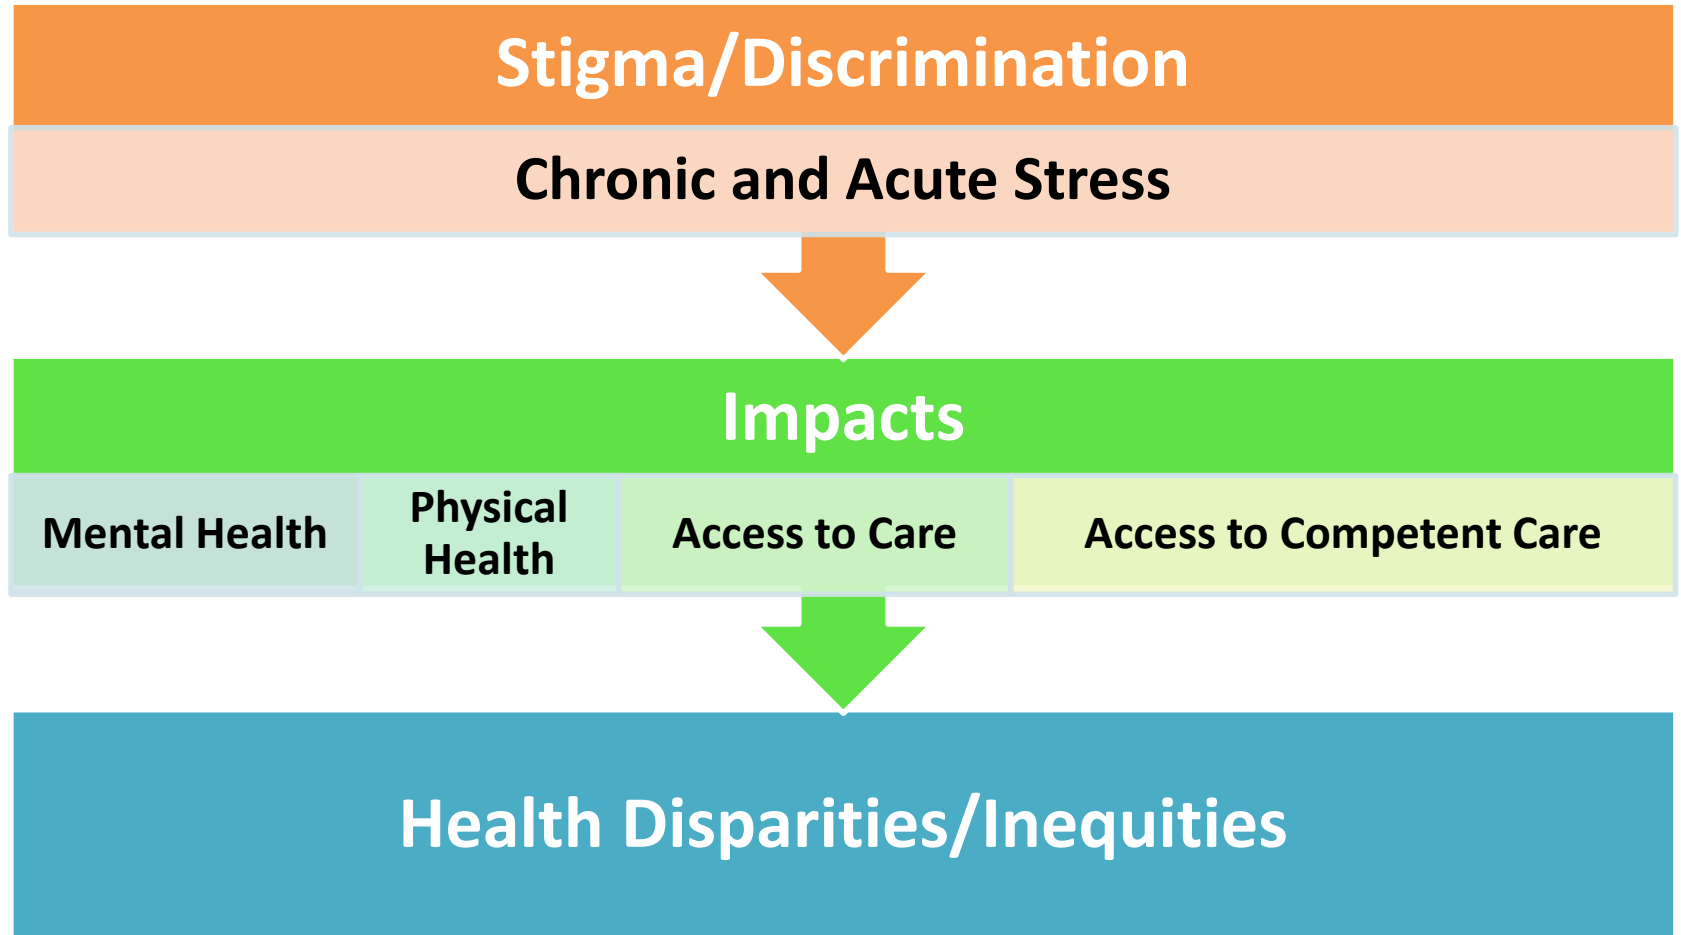 Stigma/Discrimination
Chronic and Acute Stress
Impacts
Mental Health
Physical
Health
Access to Care
Access to Competent Care
Health Disparities/Inequities